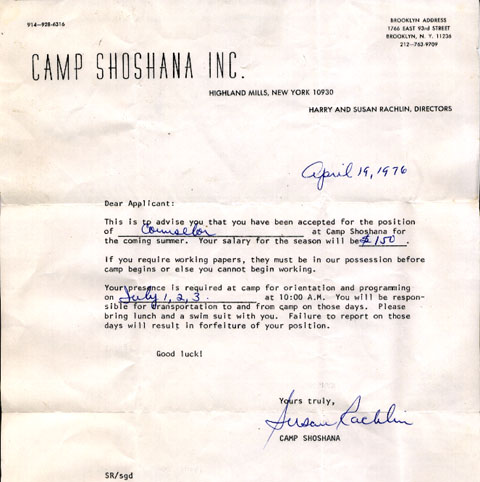 914-928-6316
BROOKLYN ADDRESS
1766 EAST 93rd STREET
BROOKLYN, N. Y. 11236
212-763-9709
CAMP SHOSHANA INC.
HIGHLAND MILLS, NEW YORK 10930
HARRY AND SUSAN RACHLIN, DIRECTORS
April 19, 1976
Dear Applicant:
This is to advise you that you have been accepted for the position
of Counselor at Camp Shoshana for
the coming summer. Your salary for the season will be $150.
If you require working papers, they must be in our possession before
camp begins or else you cannot begin working.
Your presence is required at camp for orientation and programming
on July 1, 2, 3. at 10:00 A.M. You will be respon-
sible for transportation to and from camp on those days. Please
bring lunch and a swim suit with you. Failure to report on those
days will result in forfeiture of your position.
Good luck!
Yours truly,
Susan Rachlin
CAMP SHOSHANA
SR/sgd